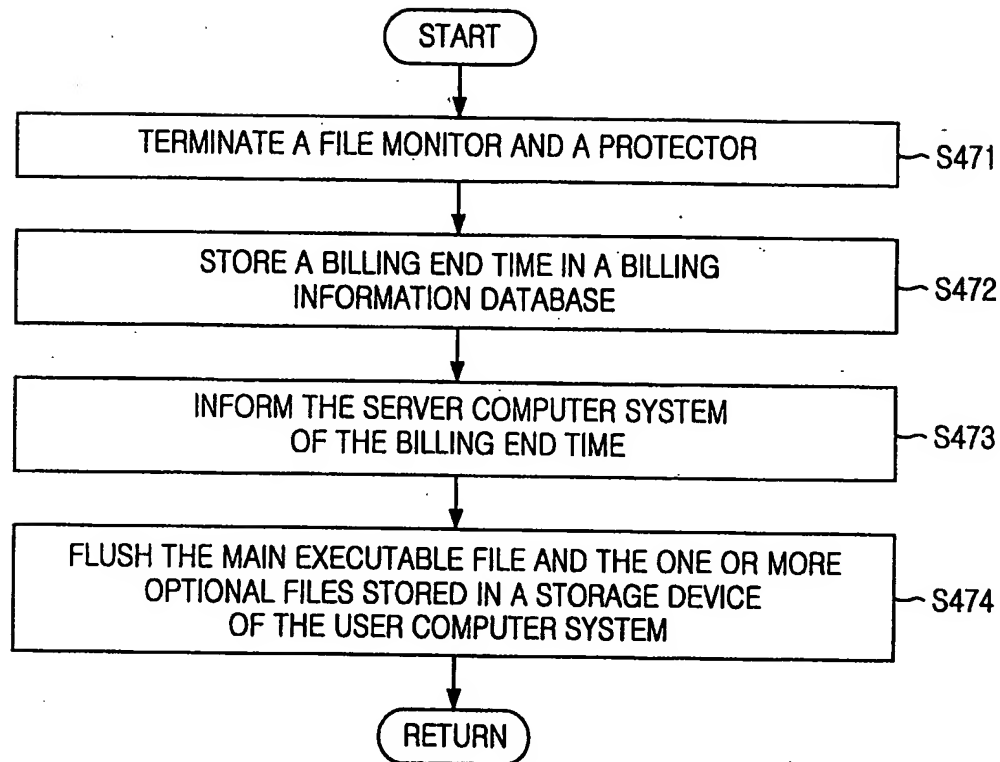 START
TERMINATE A FILE MONITOR AND A PROTECTOR
S471
STORE A BILLING END TIME IN A BILLING
INFORMATION DATABASE
S472
INFORM THE SERVER COMPUTER SYSTEM
OF THE BILLING END TIME
S473
FLUSH THE MAIN EXECUTABLE FILE AND THE ONE OR MORE
OPTIONAL FILES STORED IN A STORAGE DEVICE
OF THE USER COMPUTER SYSTEM
S474
RETURN